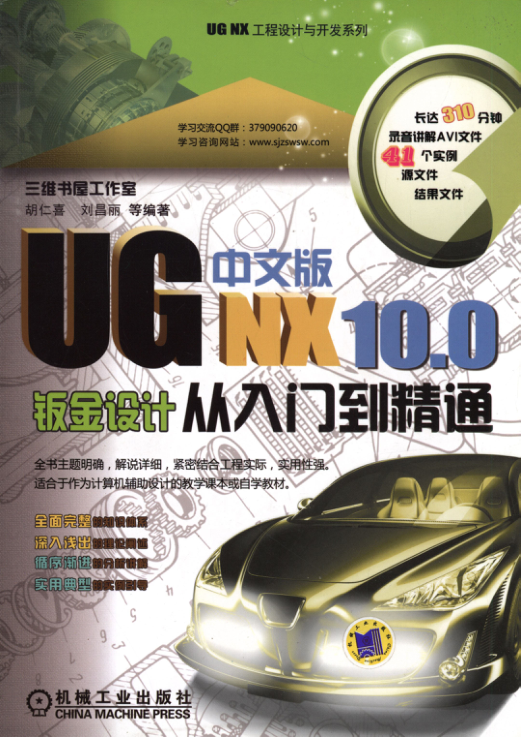 UG NX 工程设计与开发系列
长达 310 分钟
录音讲解AVI文件
41 个实例
源文件
结果文件
学习交流QQ群：379090620
学习咨询网站：www.sjzswsw.com
三维书屋工作室
胡仁喜 刘昌丽 等编著
UG NX 10.0
中文版
钣金设计 从入门到精通
全书主题明确，解说详细，紧密结合工程实际，实用性强。
适合于作为计算机辅助设计的教学课本或自学教材。
全面完整的知识体系
深入浅出
循序渐进
实用典型
机械工业出版社
CHINA MACHINE PRESS